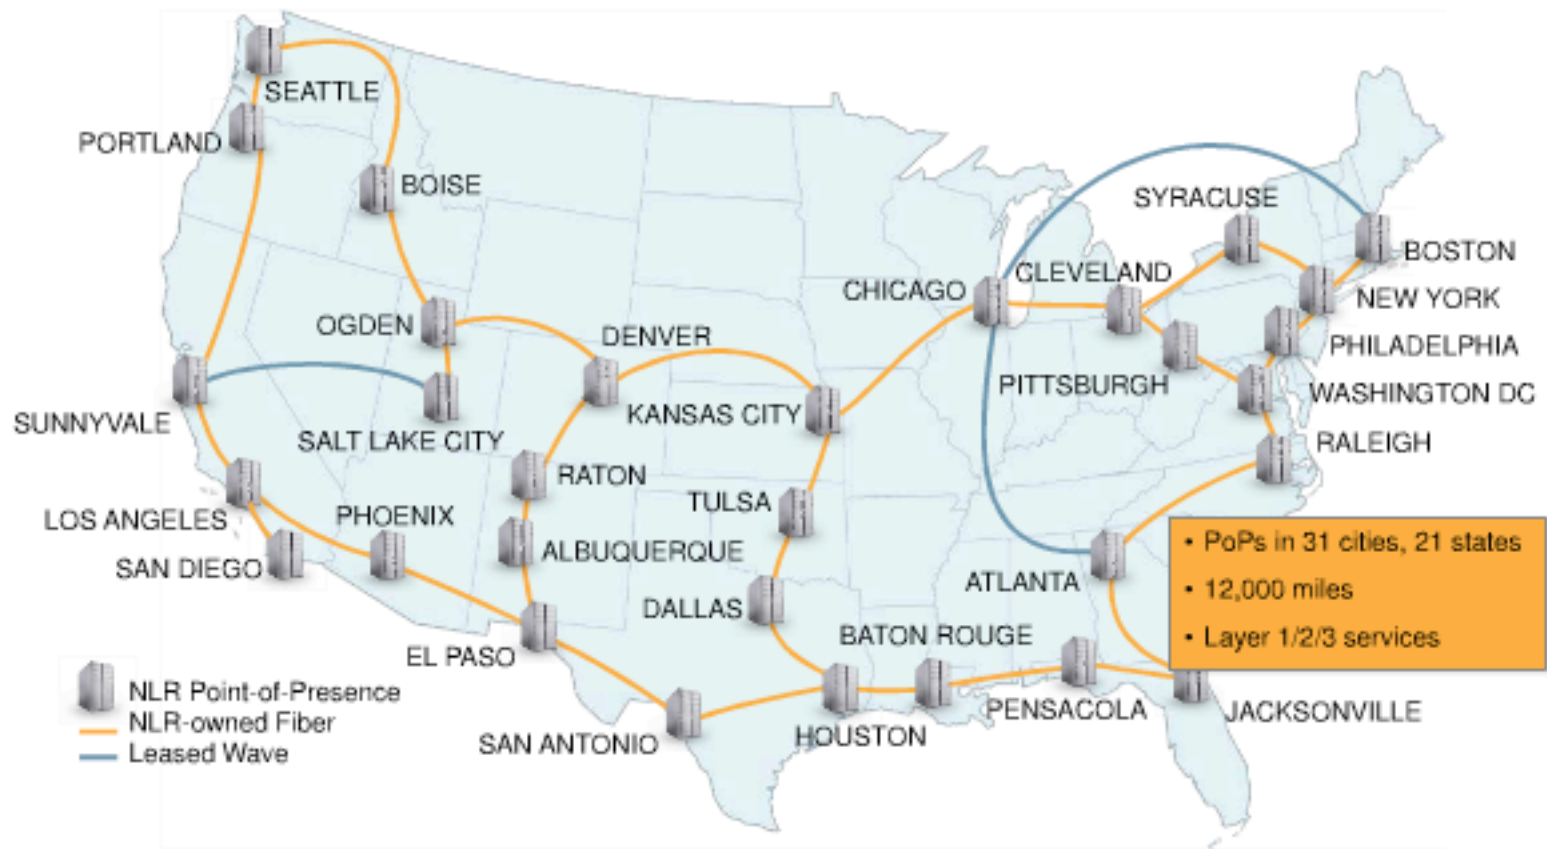 SEATTLE
PORTLAND
BOISE
SYRACUSE
BOSTON
CLEVELAND
CHICAGO
NEW YORK
OGDEN
DENVER
PHILADELPHIA
PITTSBURGH
WASHINGTON DC
KANSAS CITY
SUNNYVALE
SALT LAKE CITY
RALEIGH
RATON
TULSA
LOS ANGELES
PHOENIX
ALBUQUERQUE
SAN DIEGO
ATLANTA
• PoPs in 31 cities, 21 states
• 12,000 miles
• Layer 1/2/3 services
DALLAS
BATON ROUGE
EL PASO
PENSACOLA
JACKSONVILLE
HOUSTON
SAN ANTONIO
NLR Point-of-Presence
NLR-owned Fiber
Leased Wave